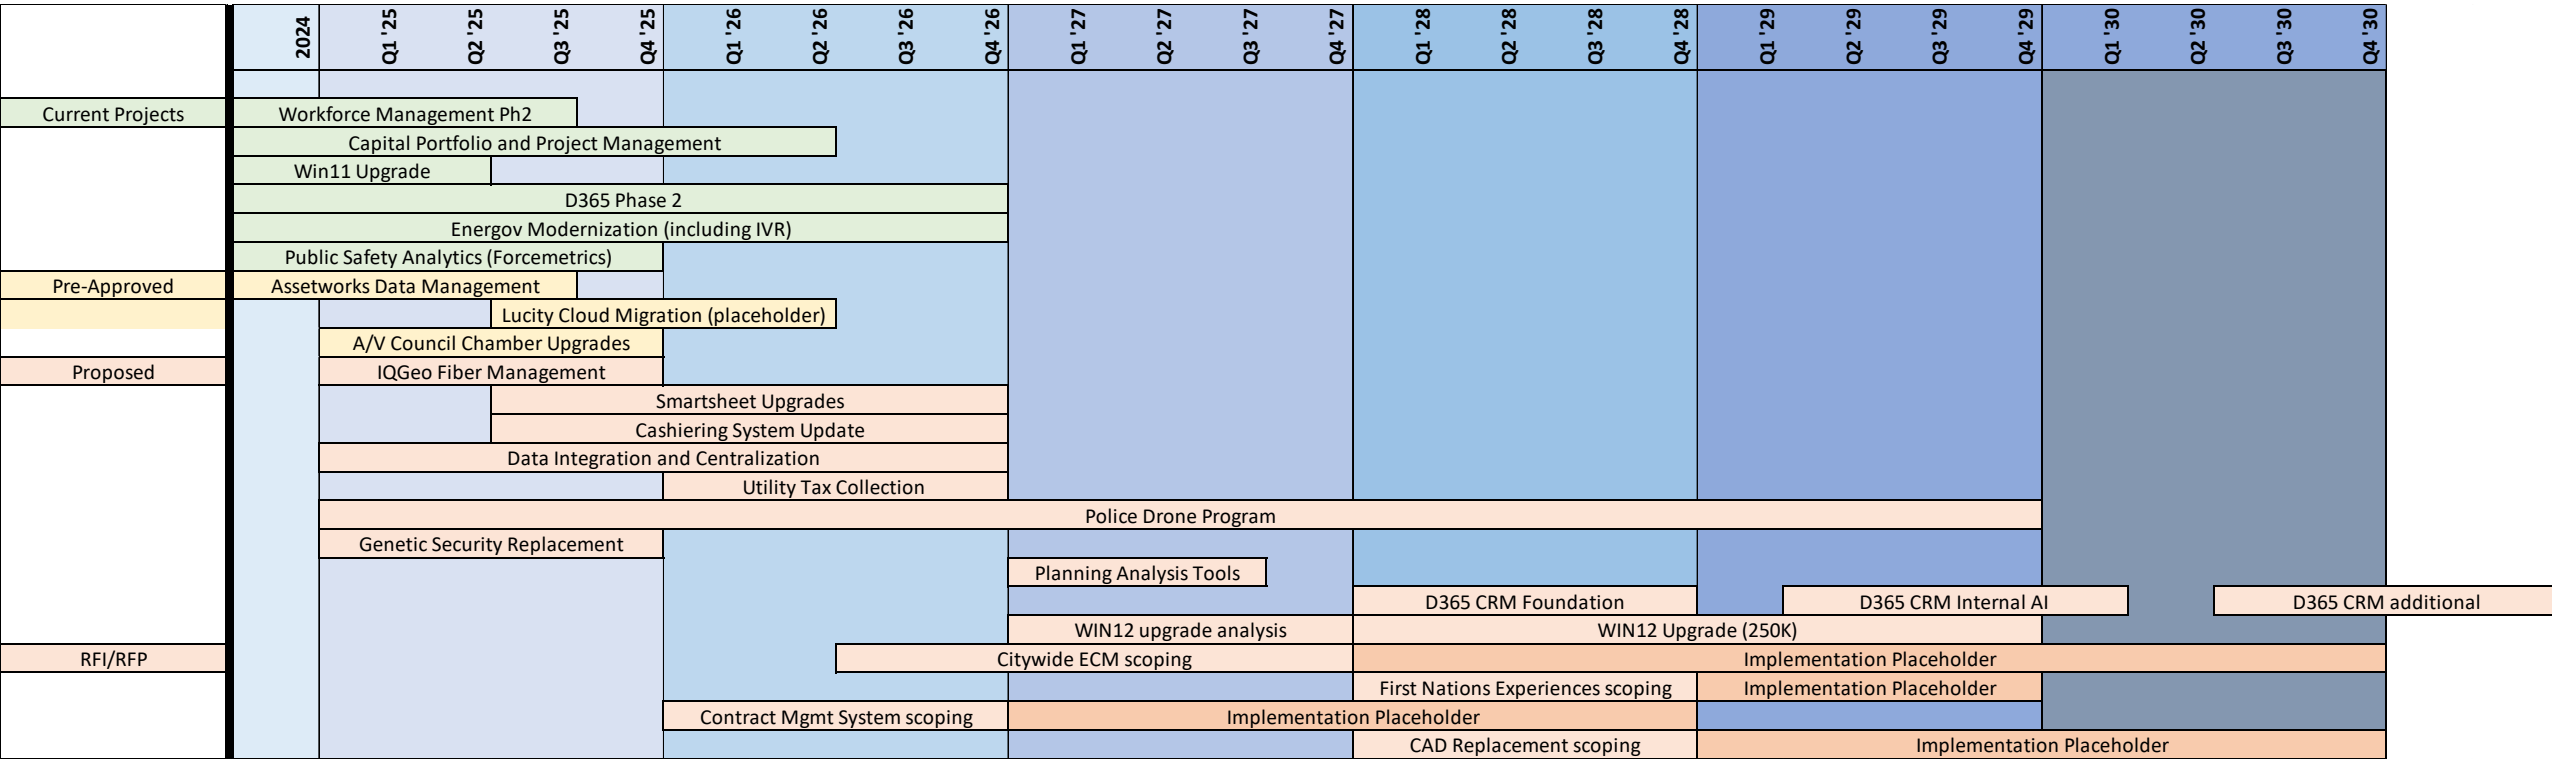 2024 Q1 '25 Q2 '25 Q3 '25 Q4 '25 Q1 '26 Q2 '26 Q3 '26 Q4 '26 Q1 '27 Q2 '27 Q3 '27 Q4 '27 Q1 '28 Q2 '28 Q3 '28 Q4 '28 Q1 '29 Q2 '29 Q3 '29 Q4 '29 Q1 '30 Q2 '30 Q3 '30 Q4 '30
Current Projects Workforce Management Ph2
Capital Portfolio and Project Management
Win11 Upgrade
D365 Phase 2
Energov Modernization (including IVR)
Public Safety Analytics (Forcemetrics)
Pre-Approved Assetworks Data Management
Lucity Cloud Migration (placeholder)
A/V Council Chamber Upgrades
Proposed IQGeo Fiber Management
Smartsheet Upgrades
Cashiering System Update
Data Integration and Centralization
Utility Tax Collection
Police Drone Program
Genetic Security Replacement
Planning Analysis Tools
D365 CRM Foundation D365 CRM Internal AI D365 CRM additional
WIN12 upgrade analysis WIN12 Upgrade (250K)
RFI/RFP Citywide ECM scoping Implementation Placeholder
First Nations Experiences scoping Implementation Placeholder
Contract Mgmt System scoping Implementation Placeholder
CAD Replacement scoping Implementation Placeholder